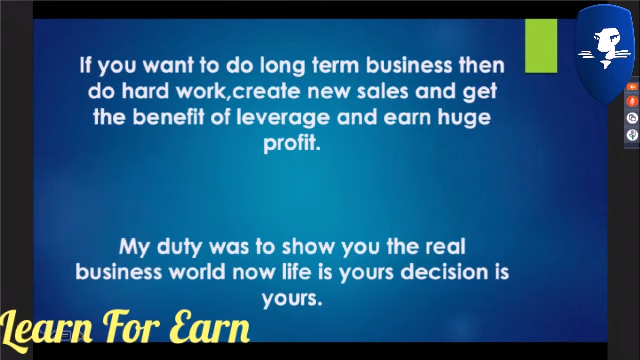 If you want to do long term business then
do hard work,create new sales and get
the benefit of leverage and earn huge
profit.
My duty was to show you the real
business world now life is yours decision is
yours.
Learn For Earn